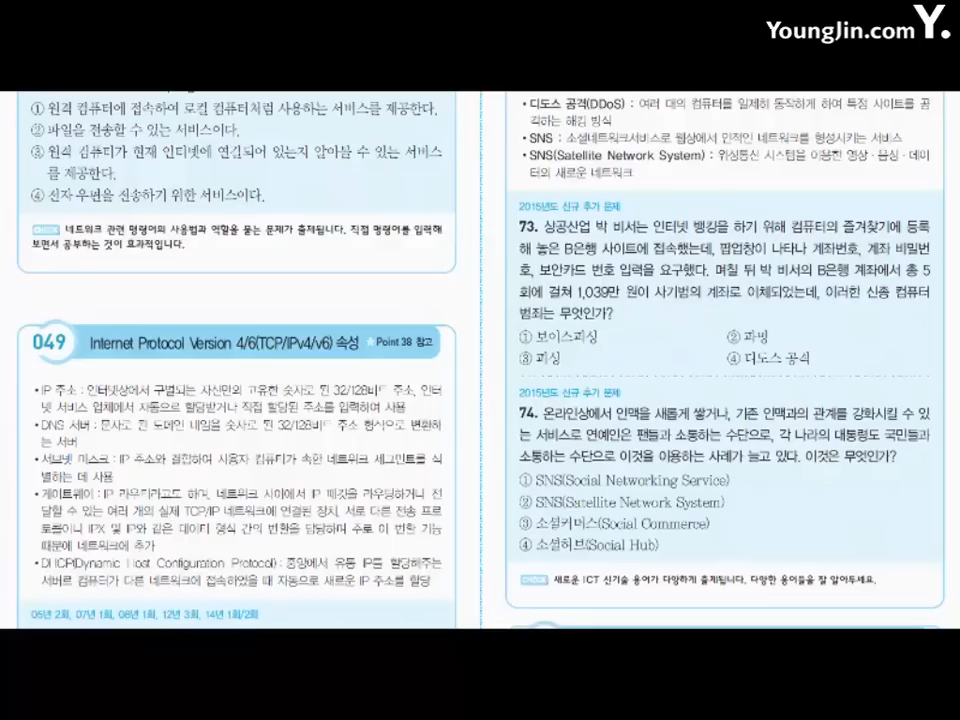 YoungJin.com Y.
① 원격 컴퓨터에 접속하여 로컬 컴퓨터처럼 사용하는 서비스를 제공한다.
② 파일을 전송할 수 있는 서비스이다.
③ 원격 컴퓨터가 현재 인터넷에 연결되어 있는지 알아볼 수 있는 서비스
를 제공한다.
④ 전자 우편을 전송하기 위한 서비스이다.
CHECK 네트워크 관련 명령어의 사용법과 역할을 묻는 문제가 출제됩니다. 직접 명령어를 입력해
보면서 공부하는 것이 효과적입니다.
049 Internet Protocol Version 4/6(TCP/IPv4/v6) 속성 ★ Point 38 참고
• IP 주소 : 인터넷상에서 구별되는 자신만의 고유한 숫자로 된 32/128비트 주소, 인터
넷 서비스 업체에서 자동으로 할당받거나 직접 할당된 주소를 입력하여 사용
• DNS 서버 : 문자로 된 도메인 네임을 숫자로 된 32/128비트 주소 형식으로 변환하
는 서버
• 서브넷 마스크 : IP 주소와 결합하여 사용자 컴퓨터가 속한 네트워크 세그먼트를 식
별하는 데 사용
• 게이트웨이 : IP 라우터라고도 하며, 네트워크 사이에서 IP 패킷을 라우팅하거나 전
달할 수 있는 여러 개의 실제 TCP/IP 네트워크에 연결된 장치, 서로 다른 전송 프로
토콜이나 IPX 및 IP와 같은 데이터 형식 간의 변환을 담당하며 주로 이 변환 기능
때문에 네트워크에 추가
• DHCP(Dynamic Host Configuration Protocol) : 중앙에서 유동 IP를 할당해주는
서버로 컴퓨터가 다른 네트워크에 접속하였을 때 자동으로 새로운 IP 주소를 할당
05년 2회, 07년 1회, 08년 1회, 12년 3회, 14년 1회/2회
• 디도스 공격(DDoS) : 여러 대의 컴퓨터를 일제히 동작하게 하여 특정 사이트를 공
격하는 해킹 방식
• SNS : 소셜네트워크서비스로 웹상에서 인적인 네트워크를 형성시키는 서비스
• SNS(Satellite Network System) : 위성통신 시스템을 이용한 영상·음성·데이
터의 새로운 네트워크
2015년도 신규 추가 문제
73. 상공산업 박 비서는 인터넷 뱅킹을 하기 위해 컴퓨터의 즐겨찾기에 등록
해 놓은 B은행 사이트에 접속했는데, 팝업창이 나타나 계좌번호, 계좌 비밀번
호, 보안카드 번호 입력을 요구했다. 며칠 뒤 박 비서의 B은행 계좌에서 총 5
회에 걸쳐 1,039만 원이 사기범의 계좌로 이체되었는데, 이러한 신종 컴퓨터
범죄는 무엇인가?
① 보이스피싱 ② 파밍
③ 피싱 ④ 디도스 공격
2015년도 신규 추가 문제
74. 온라인상에서 인맥을 새롭게 쌓거나, 기존 인맥과의 관계를 강화시킬 수 있
는 서비스로 연예인은 팬들과 소통하는 수단으로, 각 나라의 대통령도 국민들과
소통하는 수단으로 이것을 이용하는 사례가 늘고 있다. 이것은 무엇인가?
① SNS(Social Networking Service)
② SNS(Satellite Network System)
③ 소셜커머스(Social Commerce)
④ 소셜허브(Social Hub)
CHECK 새로운 ICT 신기술 용어가 다양하게 출제됩니다. 다양한 용어들을 잘 알아두세요.